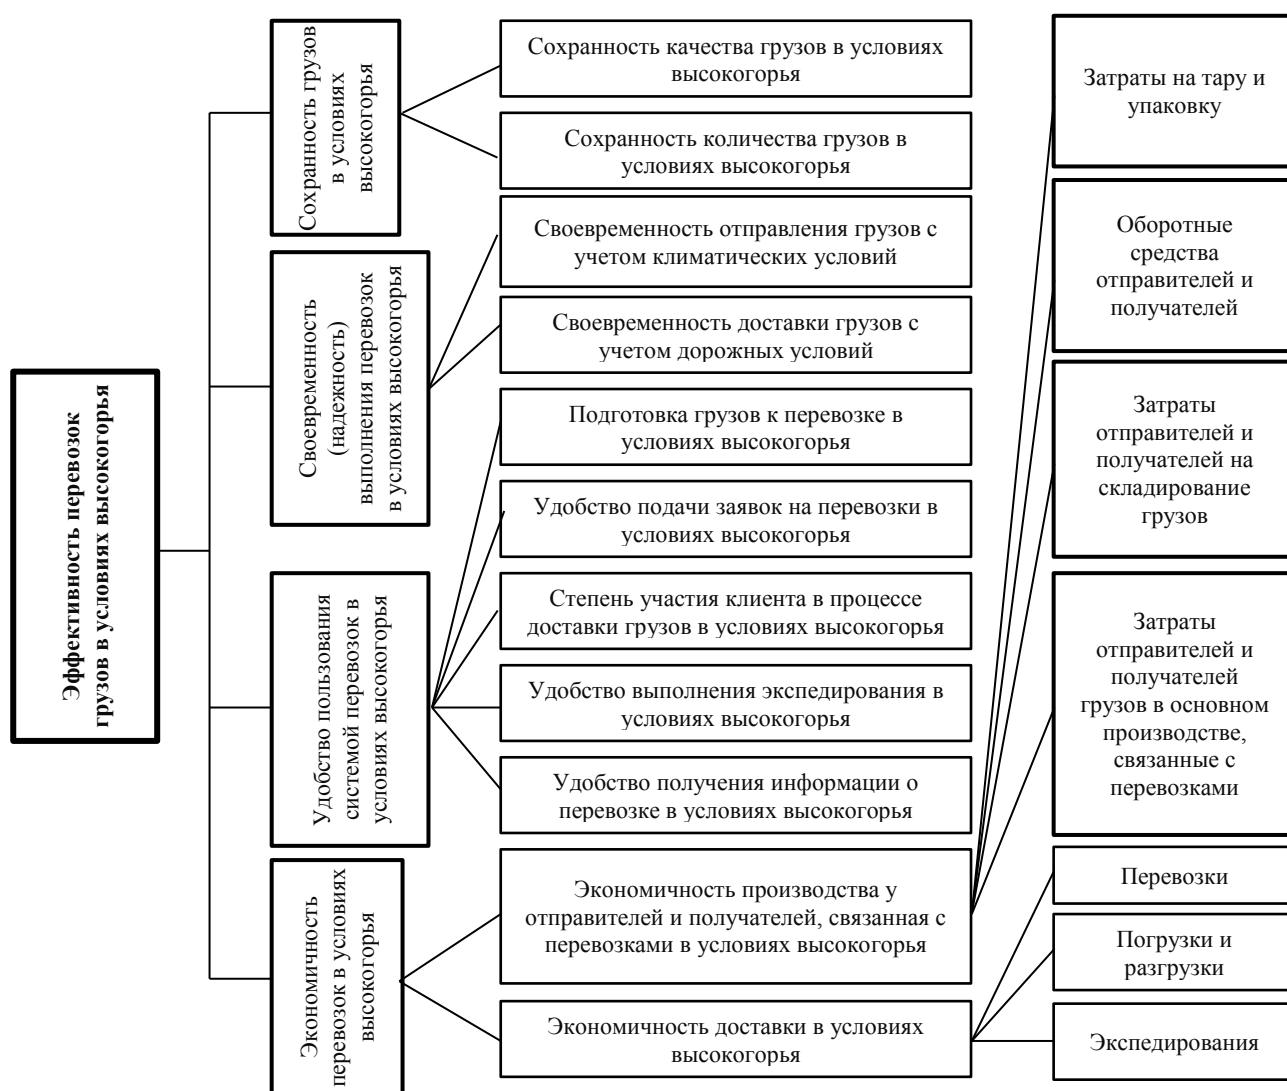 Эффективность перевозок
грузов в условиях высокогорья
Сохранность грузов
в условиях
высокогорья
Своевременность
(надежность)
выполнения перевозок
в условиях высокогорья
Удобство пользования
системой перевозок в
условиях высокогорья
Экономичность
перевозок в условиях
высокогорья
Сохранность качества грузов в условиях
высокогорья
Сохранность количества грузов в
условиях высокогорья
Своевременность отправления грузов с
учетом климатических условий
Своевременность доставки грузов с
учетом дорожных условий
Подготовка грузов к перевозке в
условиях высокогорья
Удобство подачи заявок на перевозки в
условиях высокогорья
Степень участия клиента в процессе
доставки грузов в условиях высокогорья
Удобство выполнения экспедирования в
условиях высокогорья
Удобство получения информации о
перевозке в условиях высокогорья
Экономичность производства у
отправителей и получателей, связанная с
перевозками в условиях высокогорья
Экономичность доставки в условиях
высокогорья
Затраты на тару и
упаковку
Оборотные
средства
отправителей и
получателей
Затраты
отправителей и
получателей на
складирование
грузов
Затраты
отправителей и
получателей
грузов в основном
производстве,
связанные с
перевозками
Перевозки
Погрузки и
разгрузки
Экспедирования